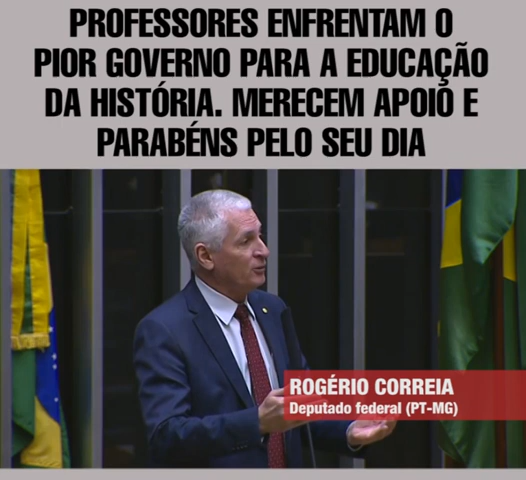 PROFESSORES ENFRENTAM O
PIOR GOVERNO PARA A EDUCAÇÃO
DA HISTÓRIA. MERECEM APOIO E
PARABÉNS PELO SEU DIA
ROGÉRIO CORREIA
Deputado federal (PT-MG)